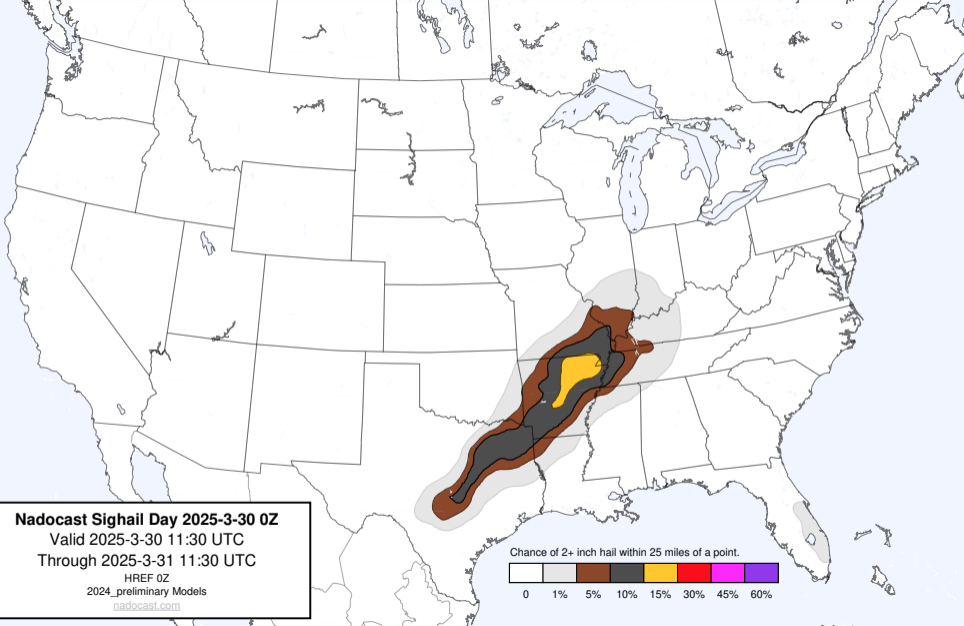 Nadocast Sighail Day 2025-3-30 0Z
Valid 2025-3-30 11:30 UTC
Through 2025-3-31 11:30 UTC
HREF 0Z
2024_preliminary Models
nadocast.com
Chance of 2+ inch hail within 25 miles of a point.
0 1% 5% 10% 15% 30% 45% 60%